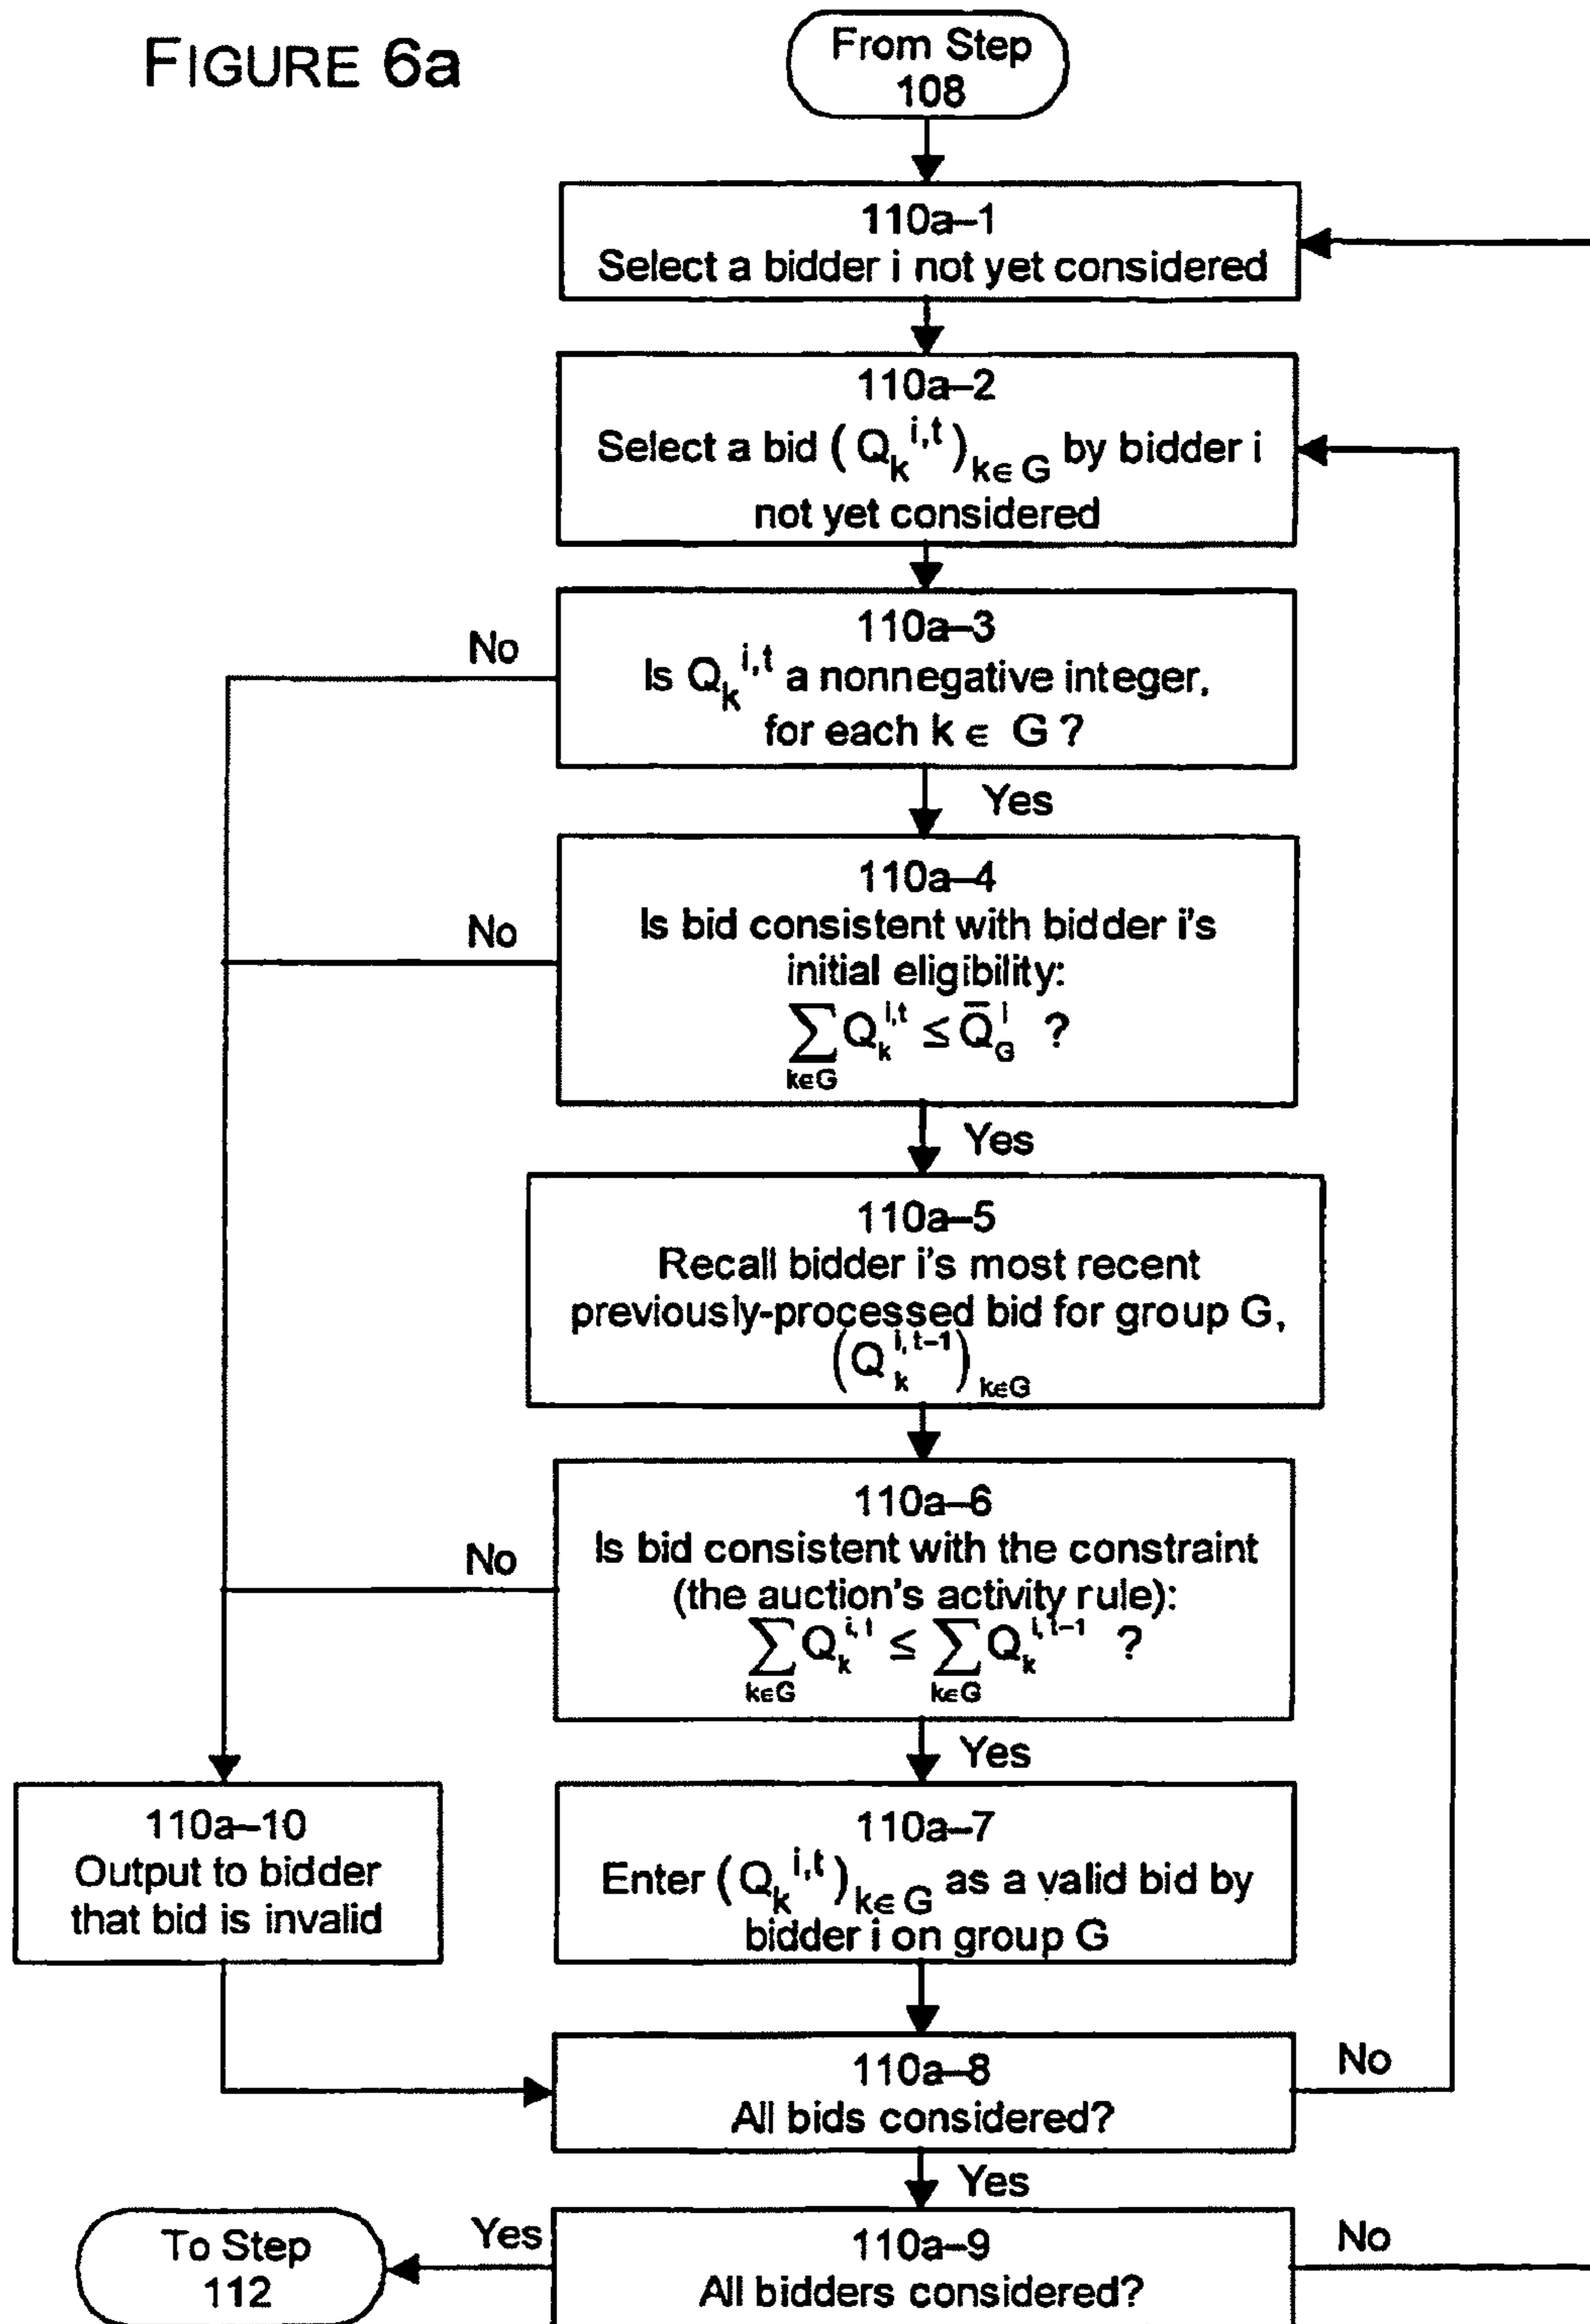 FIGURE 6a
From Step
108
110a–1
Select a bidder i not yet considered
110a–2
Select a bid (Q_k^{i,t})_{k∈G} by bidder i
not yet considered
110a–3
No
Is Q_k^{i,t} a nonnegative integer,
for each k ∈ G ?
Yes
110a–4
No
Is bid consistent with bidder i's
initial eligibility:
∑_{k∈G} Q_k^{i,t} ≤ Q̄_G^i ?
Yes
110a–5
Recall bidder i's most recent
previously-processed bid for group G,
(Q_k^{i,t–1})_{k∈G}
110a–6
No
Is bid consistent with the constraint
(the auction's activity rule):
∑_{k∈G} Q_k^{i,t} ≤ ∑_{k∈G} Q_k^{i,t–1} ?
Yes
110a–10
Output to bidder
that bid is invalid
110a–7
Enter (Q_k^{i,t})_{k∈G} as a valid bid by
bidder i on group G
110a–8
All bids considered?
No
Yes
To Step
112
Yes
110a–9
All bidders considered?
No